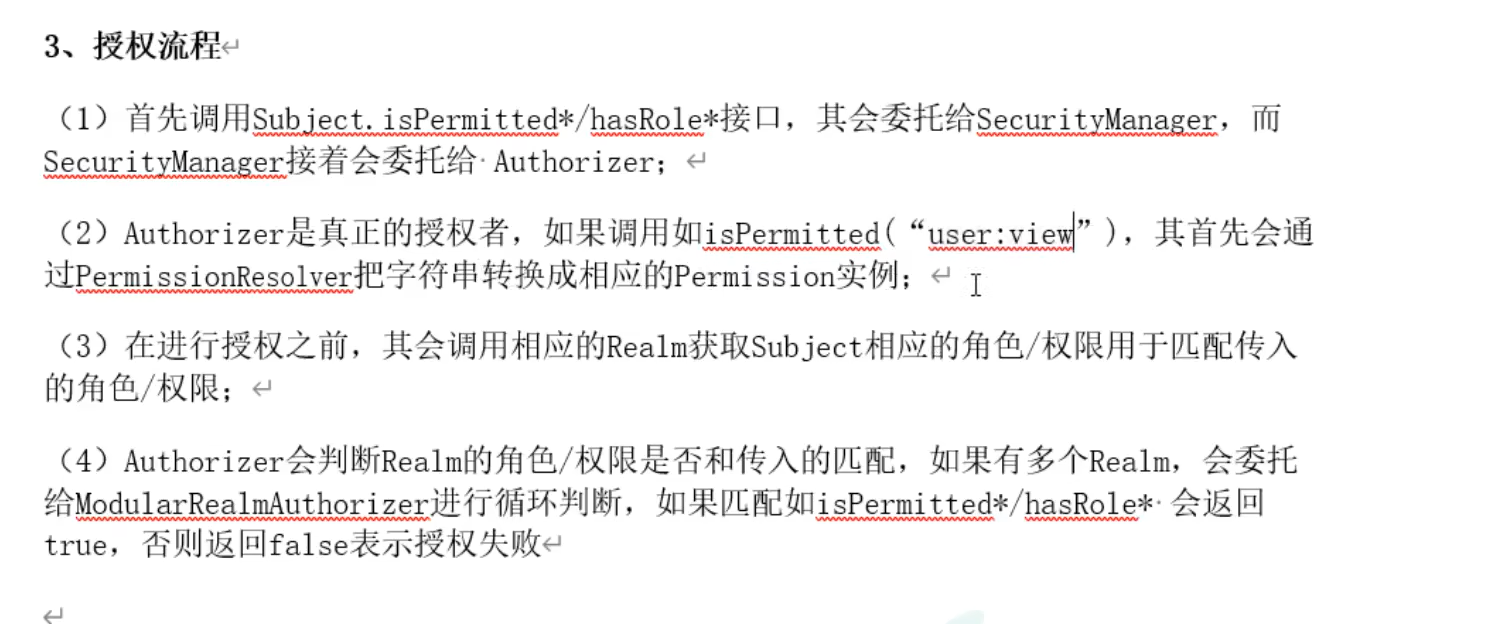 3、授权流程
（1）首先调用Subject.isPermitted*/hasRole*接口，其会委托给SecurityManager，而
SecurityManager接着会委托给 Authorizer；
（2）Authorizer是真正的授权者，如果调用如isPermitted(“user:view”)，其首先会通
过PermissionResolver把字符串转换成相应的Permission实例；
（3）在进行授权之前，其会调用相应的Realm获取Subject相应的角色/权限用于匹配传入
的角色/权限；
（4）Authorizer会判断Realm的角色/权限是否和传入的匹配，如果有多个Realm，会委托
给ModularRealmAuthorizer进行循环判断，如果匹配如isPermitted*/hasRole* 会返回
true，否则返回false表示授权失败